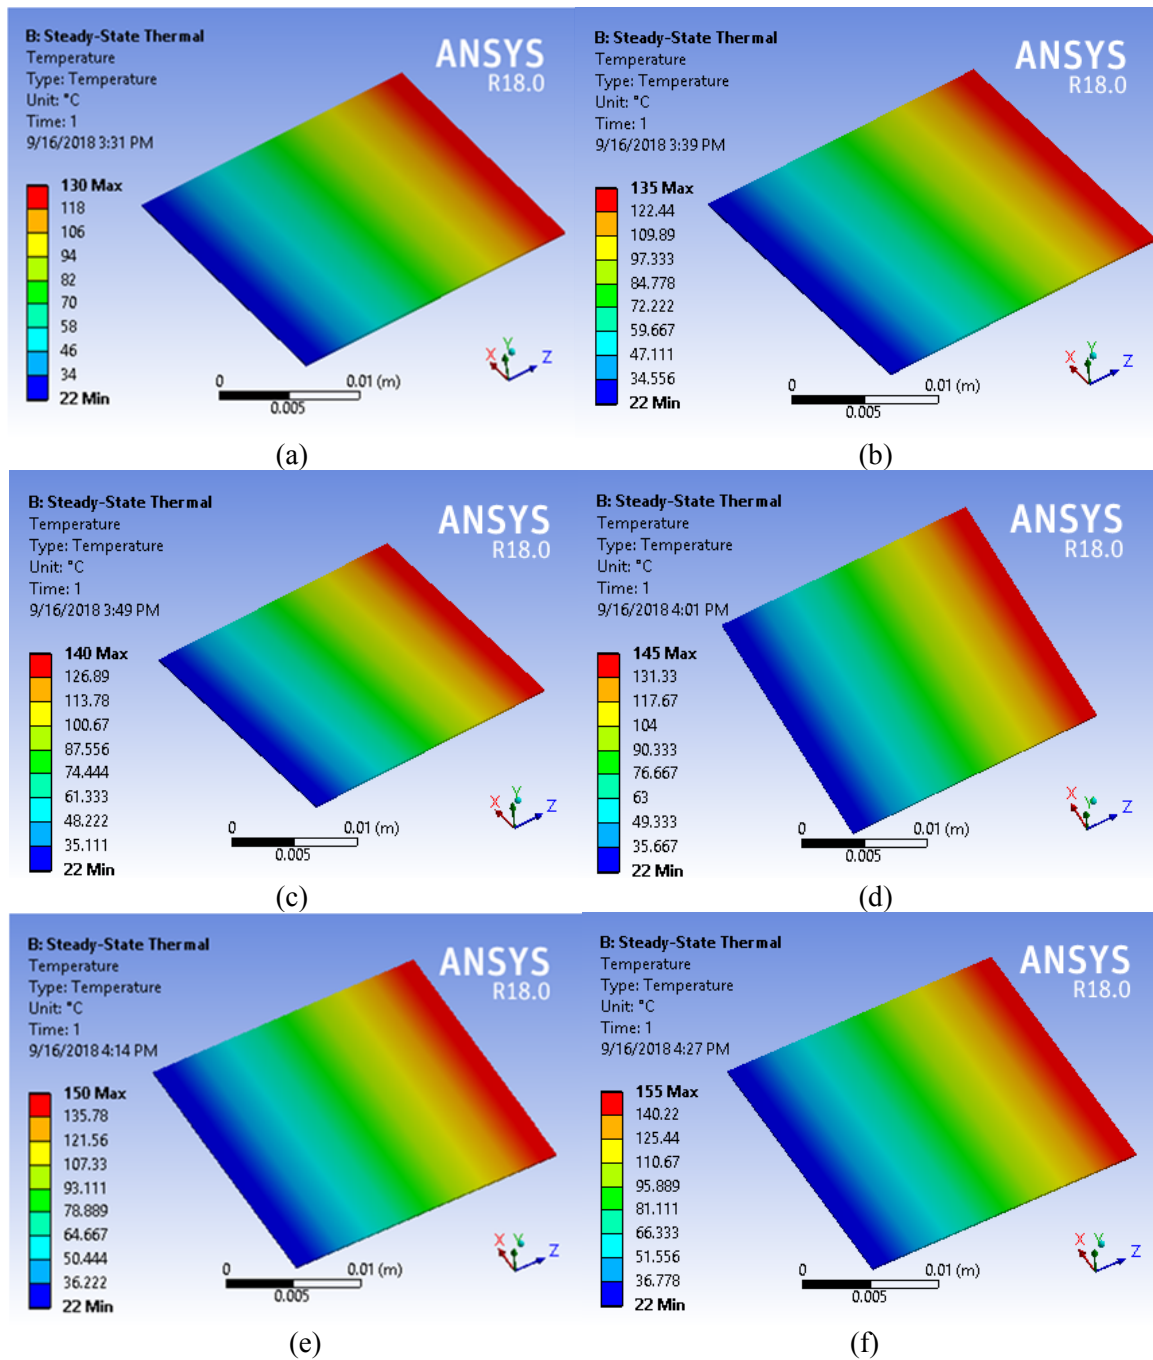 B: Steady-State Thermal
Temperature
Type: Temperature
Unit: °C
Time: 1
9/16/2018 3:31 PM
ANSYS
R18.0
130 Max
118
106
94
82
70
58
46
34
22 Min
0
0.01 (m)
0.005
X
Y
Z
(a)
B: Steady-State Thermal
Temperature
Type: Temperature
Unit: °C
Time: 1
9/16/2018 3:39 PM
ANSYS
R18.0
135 Max
122.44
109.89
97.333
84.778
72.222
59.667
47.111
34.556
22 Min
0
0.01 (m)
0.005
X
Y
Z
(b)
B: Steady-State Thermal
Temperature
Type: Temperature
Unit: °C
Time: 1
9/16/2018 3:49 PM
ANSYS
R18.0
140 Max
126.89
113.78
100.67
87.556
74.444
61.333
48.222
35.111
22 Min
0
0.01 (m)
0.005
X
Y
Z
(c)
B: Steady-State Thermal
Temperature
Type: Temperature
Unit: °C
Time: 1
9/16/2018 4:01 PM
ANSYS
R18.0
145 Max
131.33
117.67
104
90.333
76.667
63
49.333
35.667
22 Min
0
0.01 (m)
0.005
X
Y
Z
(d)
B: Steady-State Thermal
Temperature
Type: Temperature
Unit: °C
Time: 1
9/16/2018 4:14 PM
ANSYS
R18.0
150 Max
135.78
121.56
107.33
93.111
78.889
64.667
50.444
36.222
22 Min
0
0.01 (m)
0.005
X
Y
Z
(e)
B: Steady-State Thermal
Temperature
Type: Temperature
Unit: °C
Time: 1
9/16/2018 4:27 PM
ANSYS
R18.0
155 Max
140.22
125.44
110.67
95.889
81.111
66.333
51.556
36.778
22 Min
0
0.01 (m)
0.005
X
Y
Z
(f)